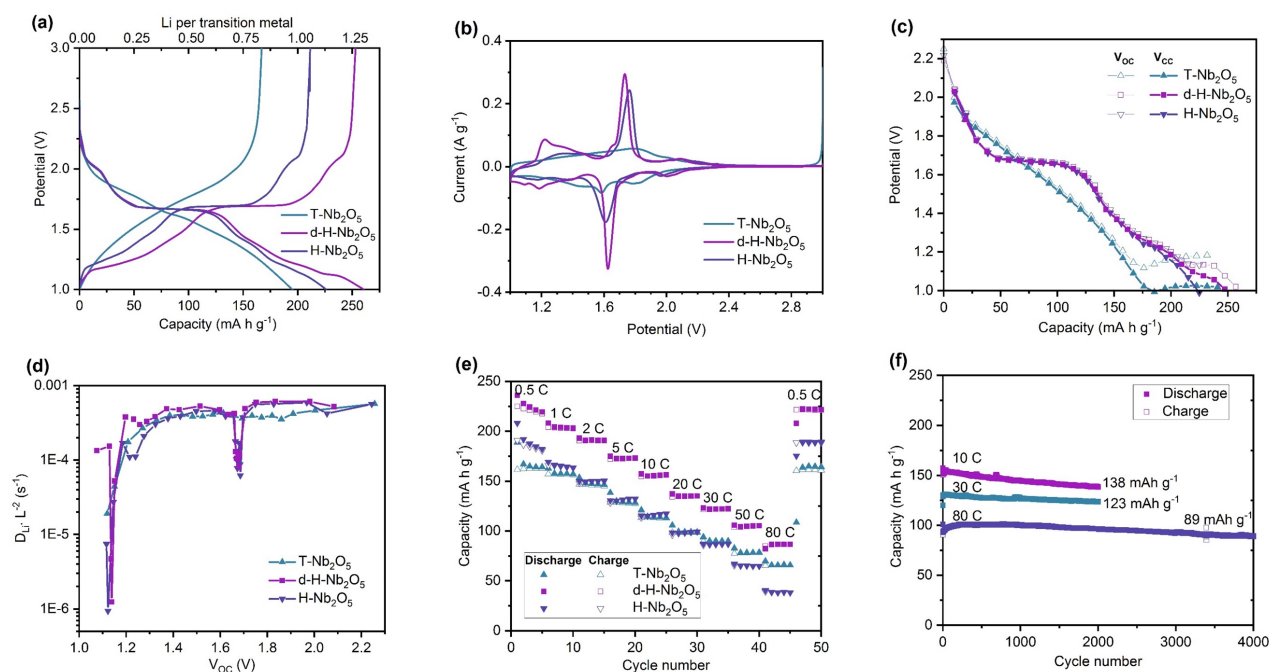 (a)
Li per transition metal
0.00 0.25 0.50 0.75 1.00 1.25
3.0
2.5
2.0
1.5
1.0
Potential (V)
T-Nb₂O₅
d-H-Nb₂O₅
H-Nb₂O₅
0 50 100 150 200 250
Capacity (mA h g⁻¹)
(b)
0.4
0.2
0.0
-0.2
-0.4
Current (A g⁻¹)
T-Nb₂O₅
d-H-Nb₂O₅
H-Nb₂O₅
1.2 1.6 2.0 2.4 2.8
Potential (V)
(c)
2.2
2.0
1.8
1.6
1.4
1.2
1.0
Potential (V)
V_OC V_CC
T-Nb₂O₅
d-H-Nb₂O₅
H-Nb₂O₅
0 50 100 150 200 250
Capacity (mA h g⁻¹)
(d)
0.001
1E-4
1E-5
1E-6
D_Li· L⁻² (s⁻¹)
T-Nb₂O₅
d-H-Nb₂O₅
H-Nb₂O₅
1.0 1.2 1.4 1.6 1.8 2.0 2.2
V_OC (V)
(e)
250
200
150
100
50
0
Capacity (mA h g⁻¹)
0.5 C
1 C
2 C
5 C
10 C
20 C
30 C
50 C
80 C
0.5 C
Discharge Charge
T-Nb₂O₅
d-H-Nb₂O₅
H-Nb₂O₅
0 10 20 30 40 50
Cycle number
(f)
250
200
150
100
50
0
Capacity (mA h g⁻¹)
Discharge
Charge
10 C
138 mAh g⁻¹
30 C
123 mAh g⁻¹
80 C
89 mAh g⁻¹
0 1000 2000 3000 4000
Cycle number